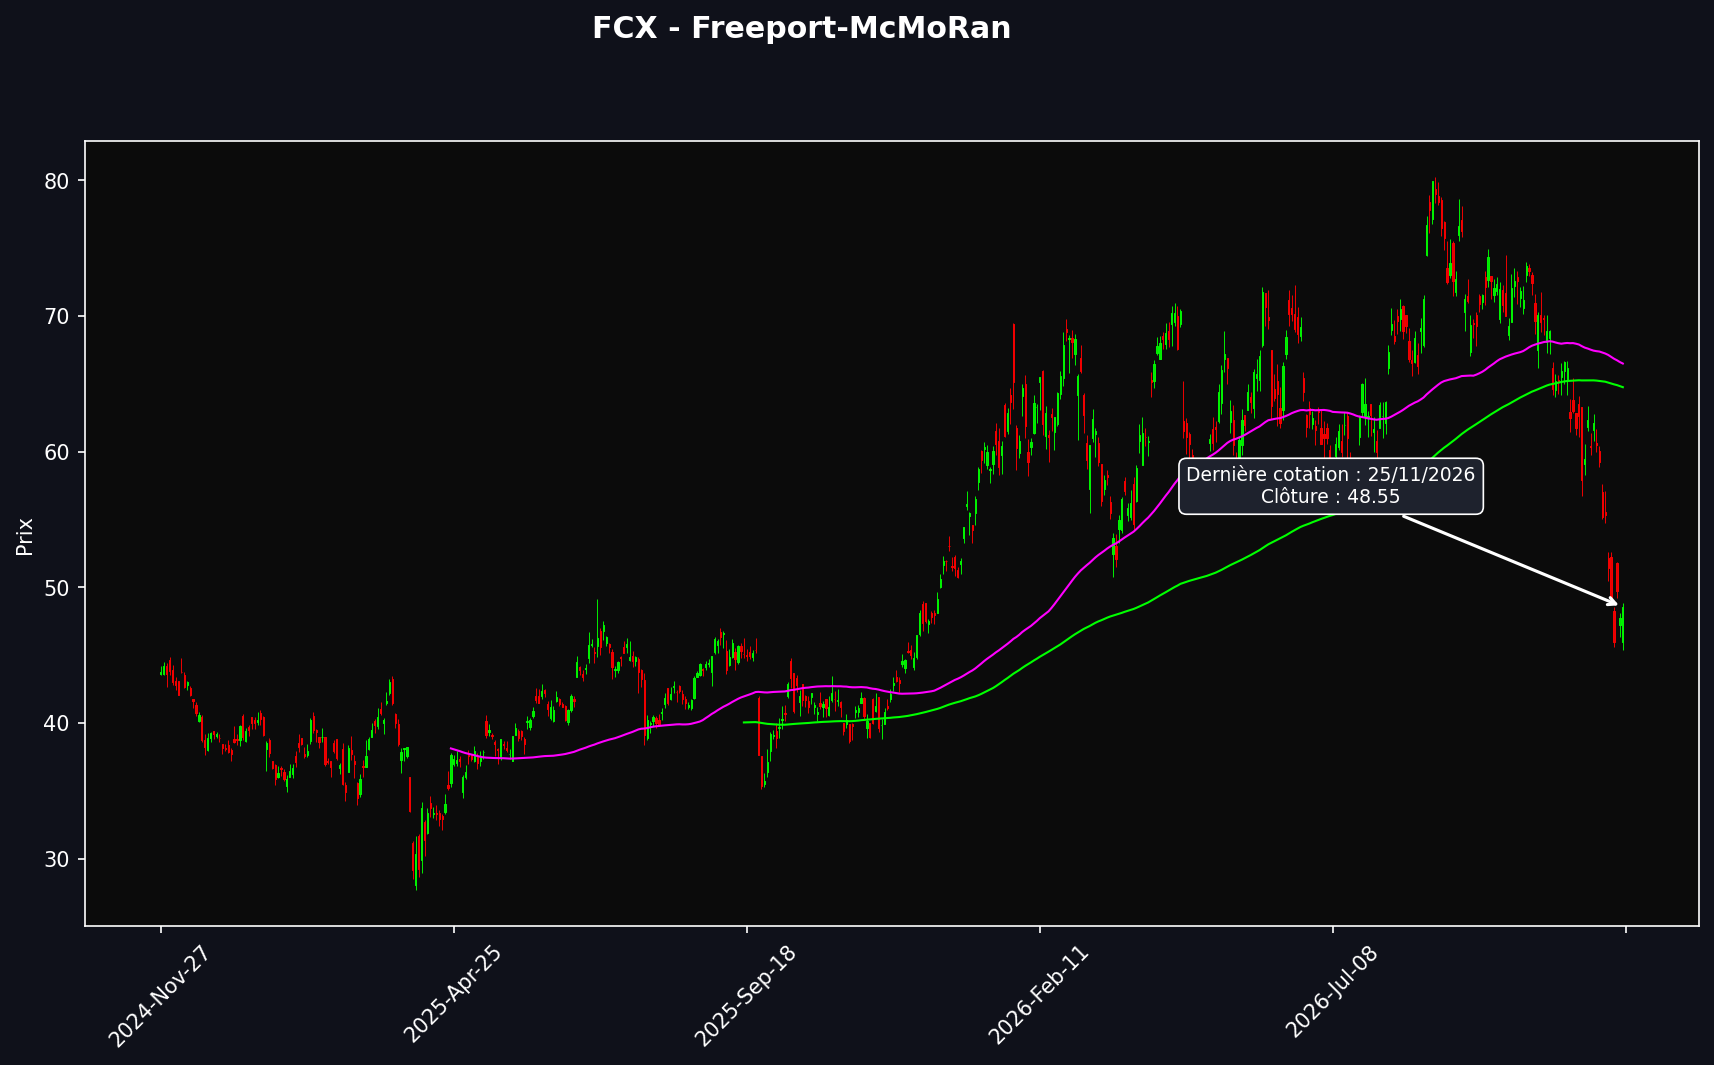 FCX - Freeport-McMoRan
80
70
60
50
40
30
Prix
Dernière cotation : 25/11/2026
Clôture : 48.55
2024-Nov-27
2025-Apr-25
2025-Sep-18
2026-Feb-11
2026-Jul-08